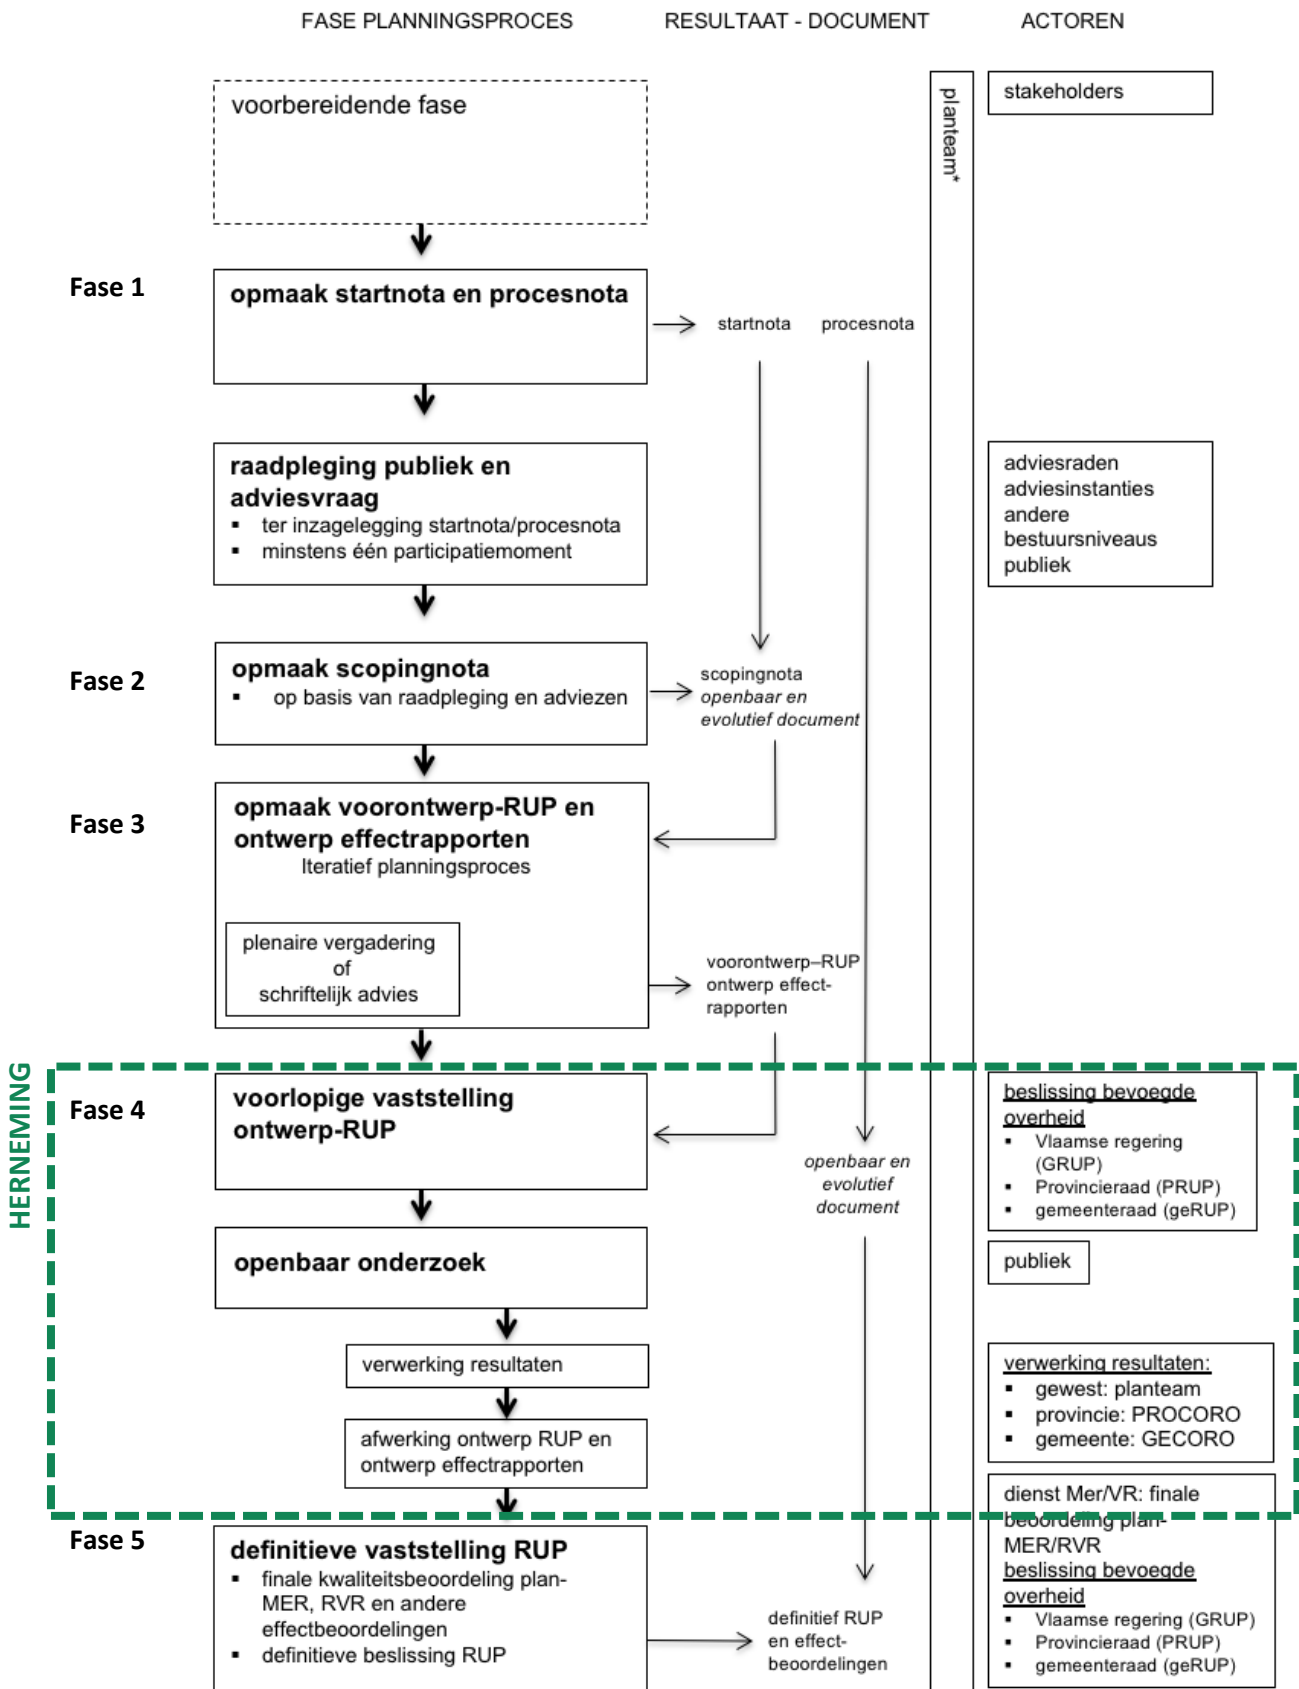 FASE PLANNINGSPROCES
RESULTAAT - DOCUMENT
ACTOREN
voorbereidende fase
planteam*
stakeholders
Fase 1
opmaak startnota en procesnota
startnota
procesnota
raadpleging publiek en
adviesvraag
▪ ter inzagelegging startnota/procesnota
▪ minstens één participatiemoment
adviesraden
adviesinstanties
andere
bestuursniveaus
publiek
Fase 2
opmaak scopingnota
▪ op basis van raadpleging en adviezen
scopingnota
openbaar en
evolutief document
Fase 3
opmaak voorontwerp-RUP en
ontwerp effectrapporten
Iteratief planningsproces
plenaire vergadering
of
schriftelijk advies
voorontwerp–RUP
ontwerp effect-
rapporten
HERNEMING
Fase 4
voorlopige vaststelling
ontwerp-RUP
openbaar en
evolutief
document
beslissing bevoegde
overheid
▪ Vlaamse regering
(GRUP)
▪ Provincieraad (PRUP)
▪ gemeenteraad (geRUP)
openbaar onderzoek
publiek
verwerking resultaten
afwerking ontwerp RUP en
ontwerp effectrapporten
verwerking resultaten:
▪ gewest: planteam
▪ provincie: PROCORO
▪ gemeente: GECORO
Fase 5
definitieve vaststelling RUP
▪ finale kwaliteitsbeoordeling plan-
MER, RVR en andere
effectbeoordelingen
▪ definitieve beslissing RUP
definitief RUP
en effect-
beoordelingen
dienst Mer/VR: finale
beoordeling plan-
MER/RVR
beslissing bevoegde
overheid
▪ Vlaamse regering (GRUP)
▪ Provincieraad (PRUP)
▪ gemeenteraad (geRUP)